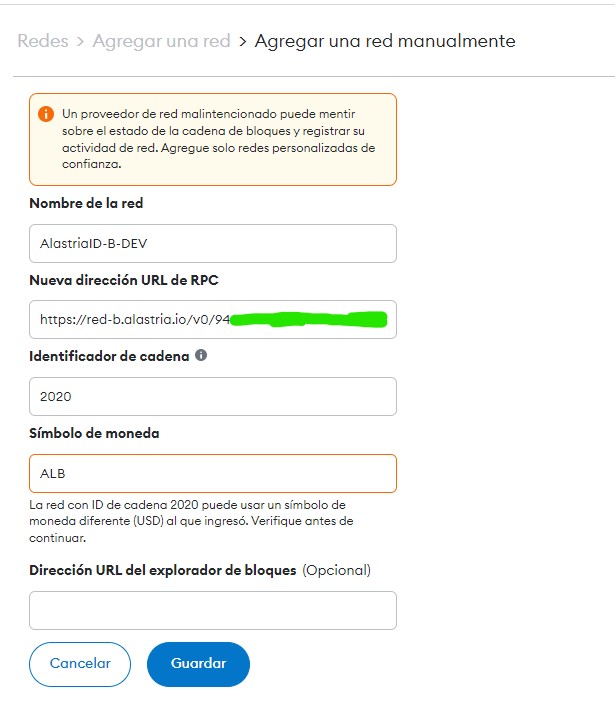 Redes > Agregar una red > Agregar una red manualmente
Un proveedor de red malintencionado puede mentir
sobre el estado de la cadena de bloques y registrar su
actividad de red. Agregue solo redes personalizadas de
confianza.
Nombre de la red
AlastriaID-B-DEV
Nueva dirección URL de RPC
https://red-b.alastria.io/v0/94
Identificador de cadena
2020
Símbolo de moneda
ALB
La red con ID de cadena 2020 puede usar un símbolo de
moneda diferente (USD) al que ingresó. Verifique antes de
continuar.
Dirección URL del explorador de bloques (Opcional)
Cancelar
Guardar